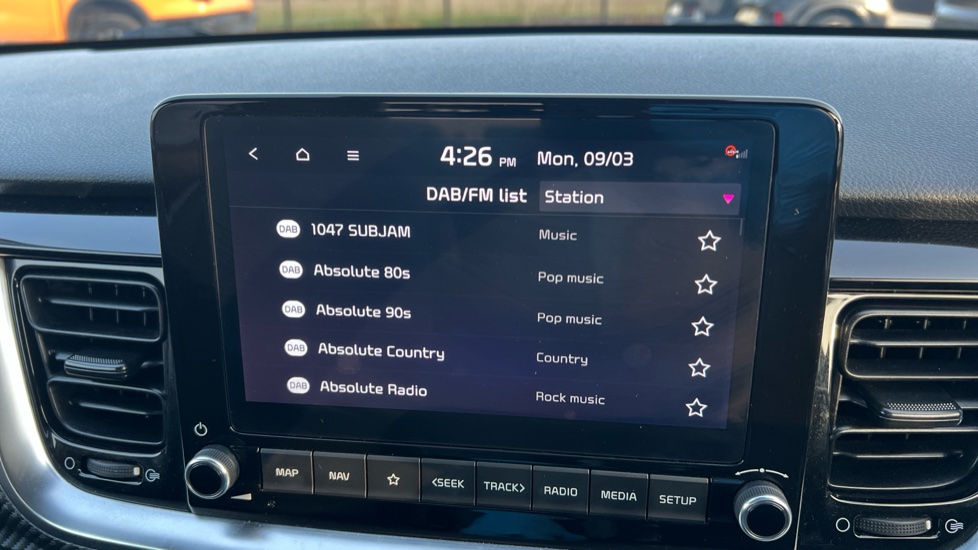 4:26 PM Mon, 09/03
DAB/FM list Station
DAB 1047 SUBJAM Music
DAB Absolute 80s Pop music
DAB Absolute 90s Pop music
DAB Absolute Country Country
DAB Absolute Radio Rock music
MAP NAV <SEEK TRACK> RADIO MEDIA SETUP